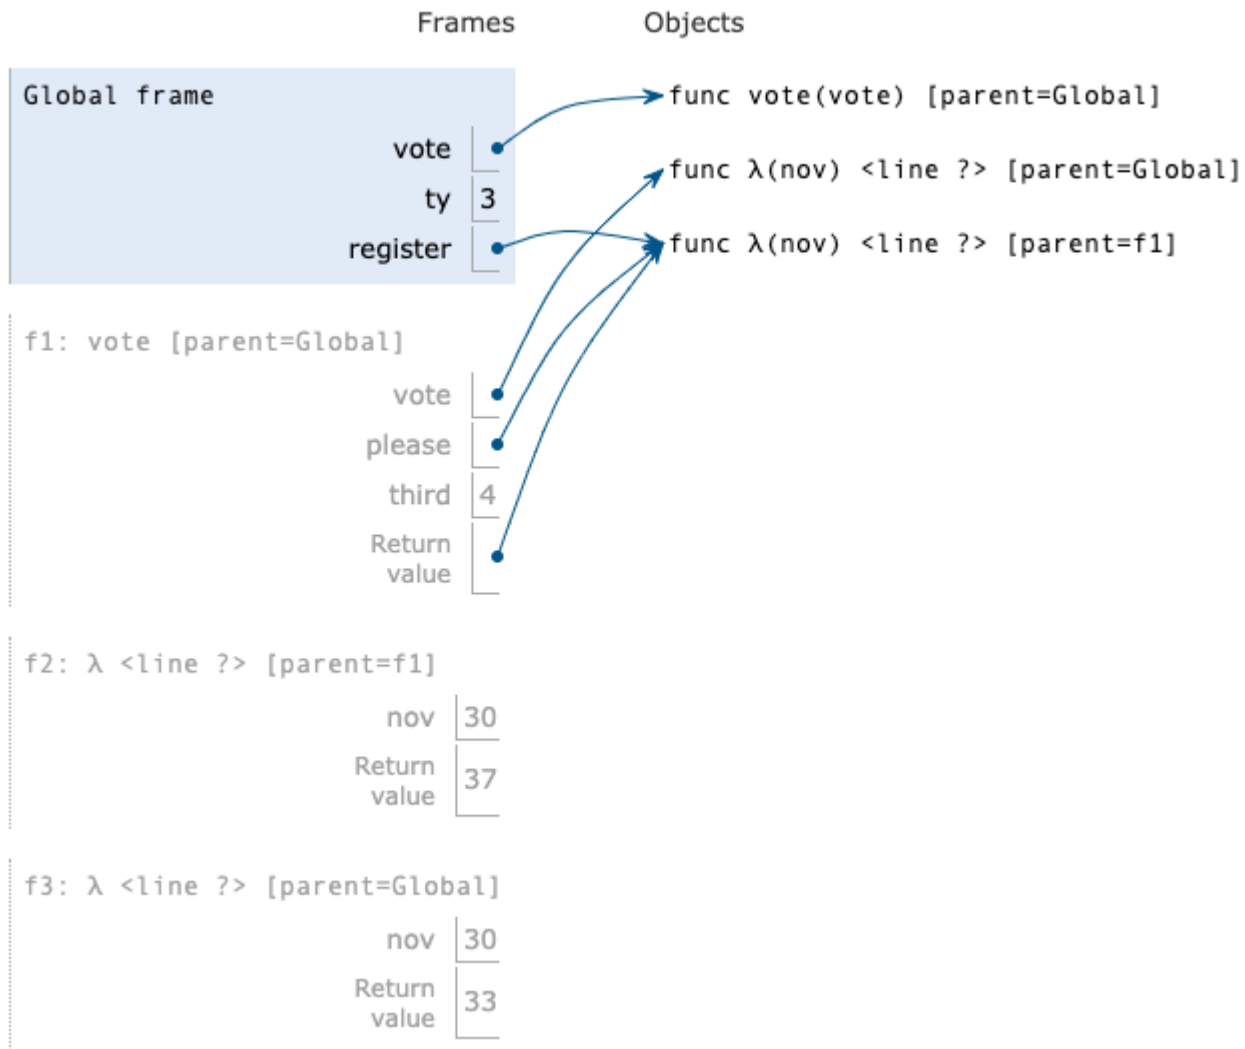 Frames Objects
Global frame
func vote(vote) [parent=Global]
vote
func λ(nov) <line ?> [parent=Global]
ty 3
register
func λ(nov) <line ?> [parent=f1]
f1: vote [parent=Global]
vote
please
third 4
Return
value
f2: λ <line ?> [parent=f1]
nov 30
Return
value 37
f3: λ <line ?> [parent=Global]
nov 30
Return
value 33